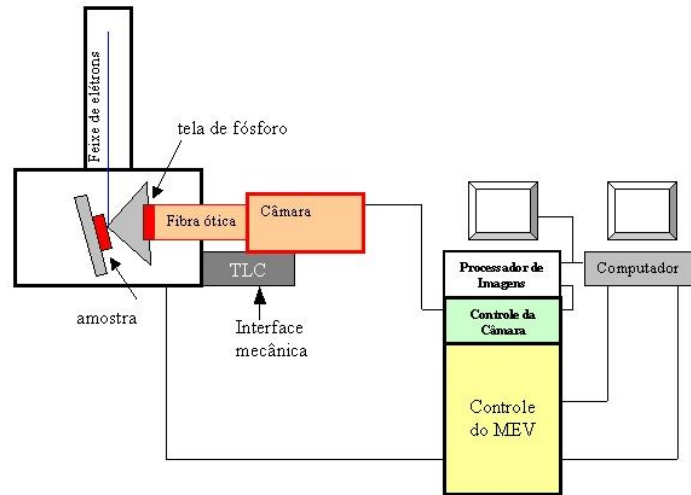 Feixe de elétrons
tela de fósforo
Fibra ótica
Câmara
TLC
amostra
Interface
mecânica
Processador de
Imagens
Computador
Controle da
Câmara
Controle
do MEV